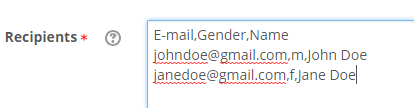 Recipients * ?
E-mail,Gender,Name
johndoe@gmail.com,m,John Doe
janedoe@gmail.com,f,Jane Doe